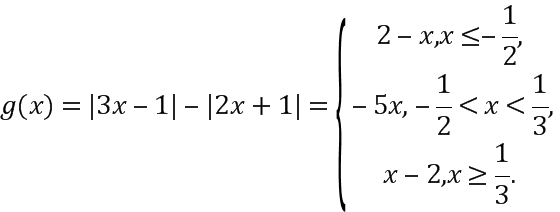 g(x) = |3x − 1| − |2x + 1| = { 2 − x, x ≤ − 1/2,
− 5x, − 1/2 < x < 1/3,
x − 2, x ≥ 1/3.